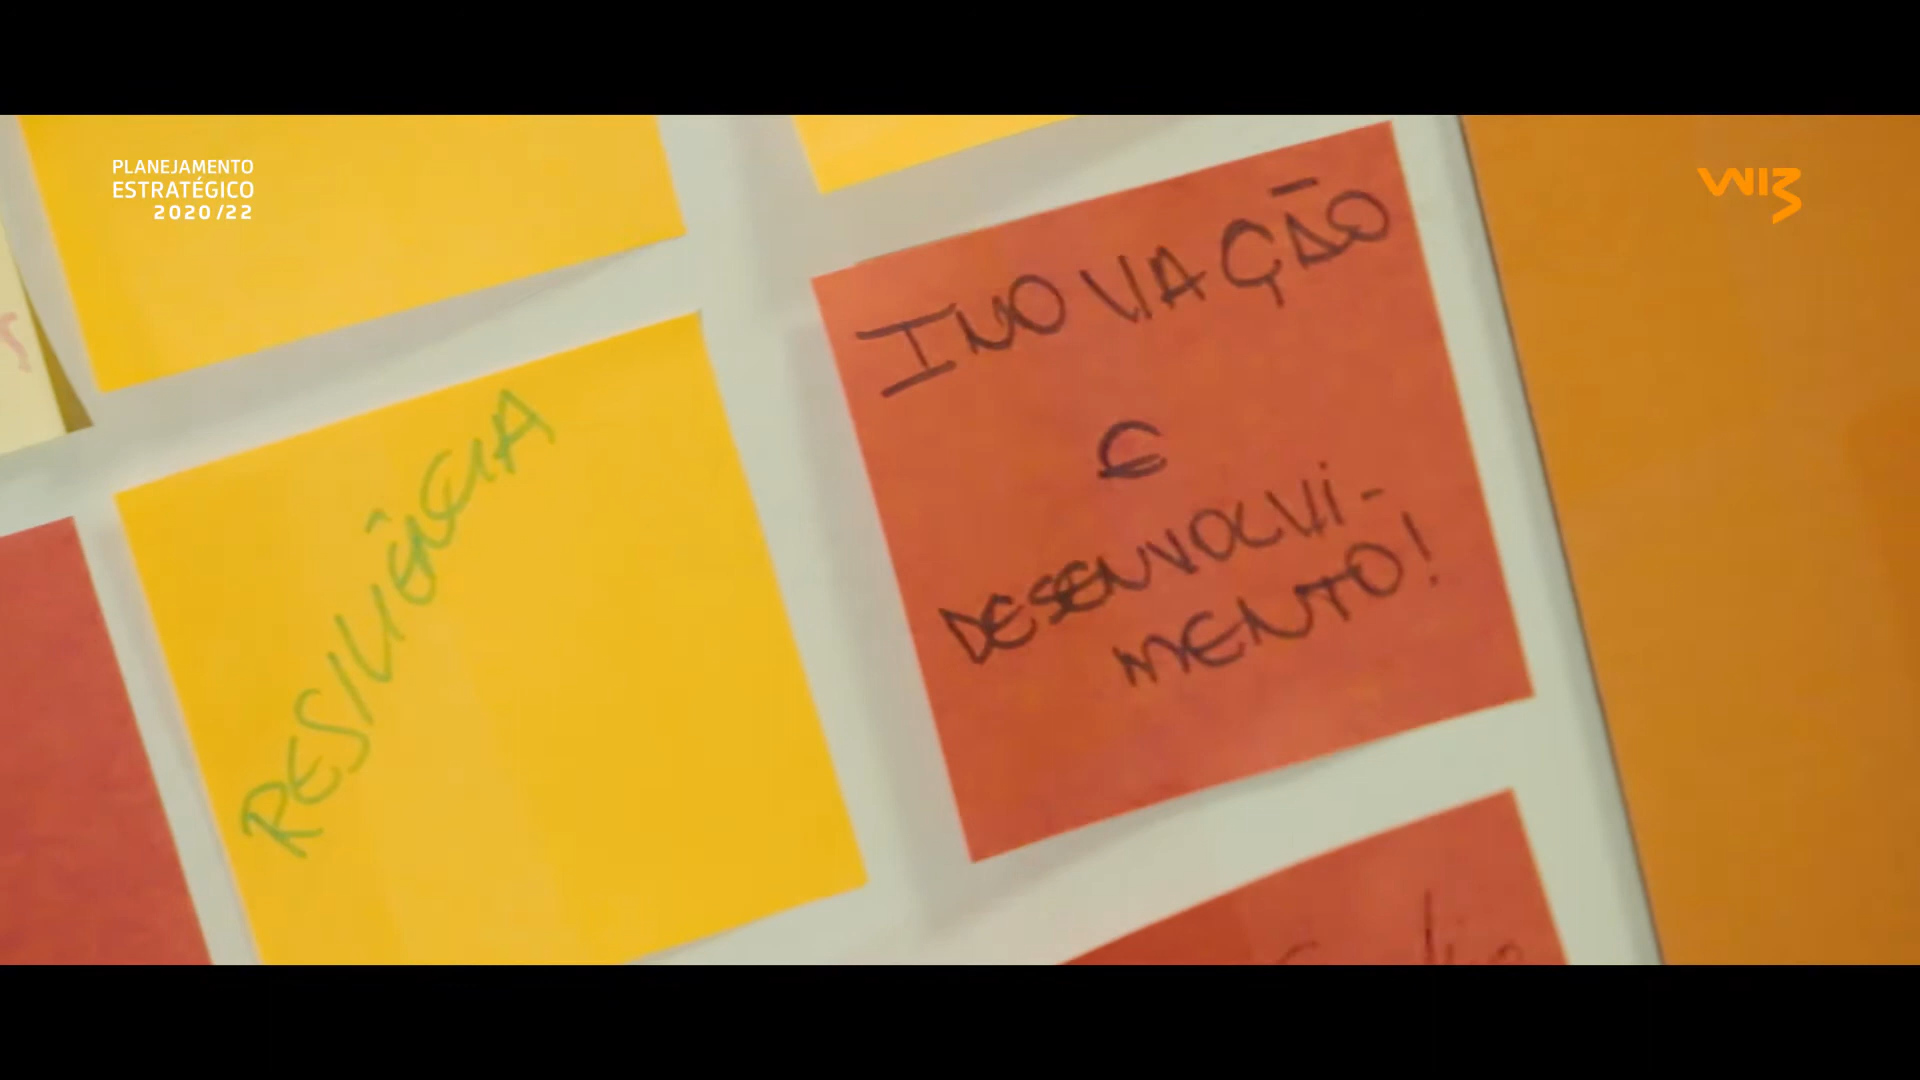 PLANEJAMENTO
ESTRATÉGICO
2020/22
WIZ
INOVAÇÃO
E
DESENVOLVI-
MENTO!
RESILIÊNCIA